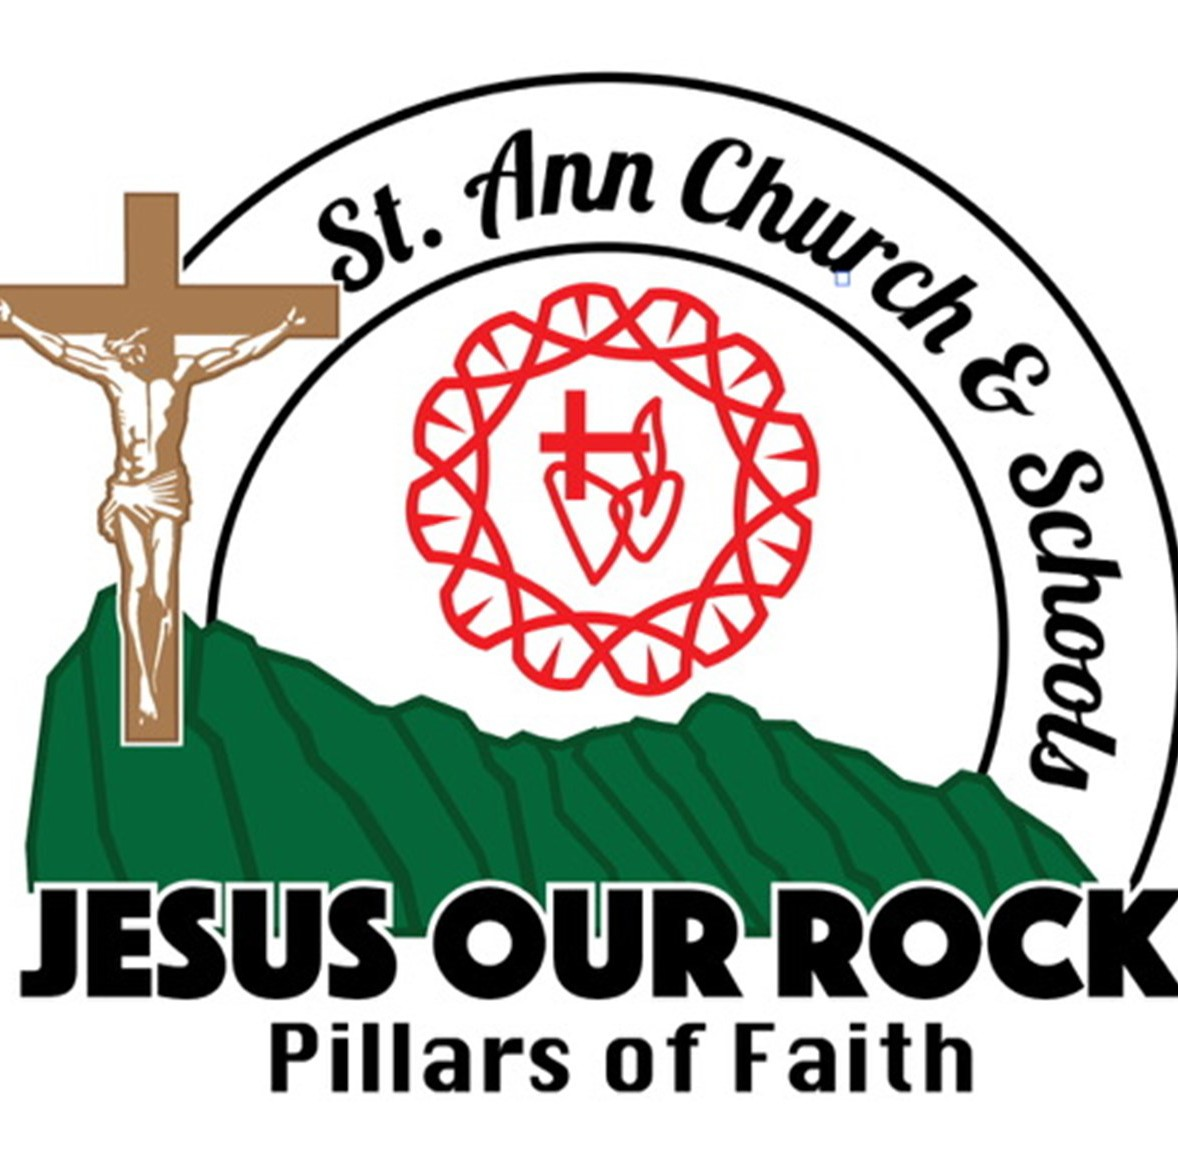 St. Ann Church & Schools
JESUS OUR ROCK
Pillars of Faith